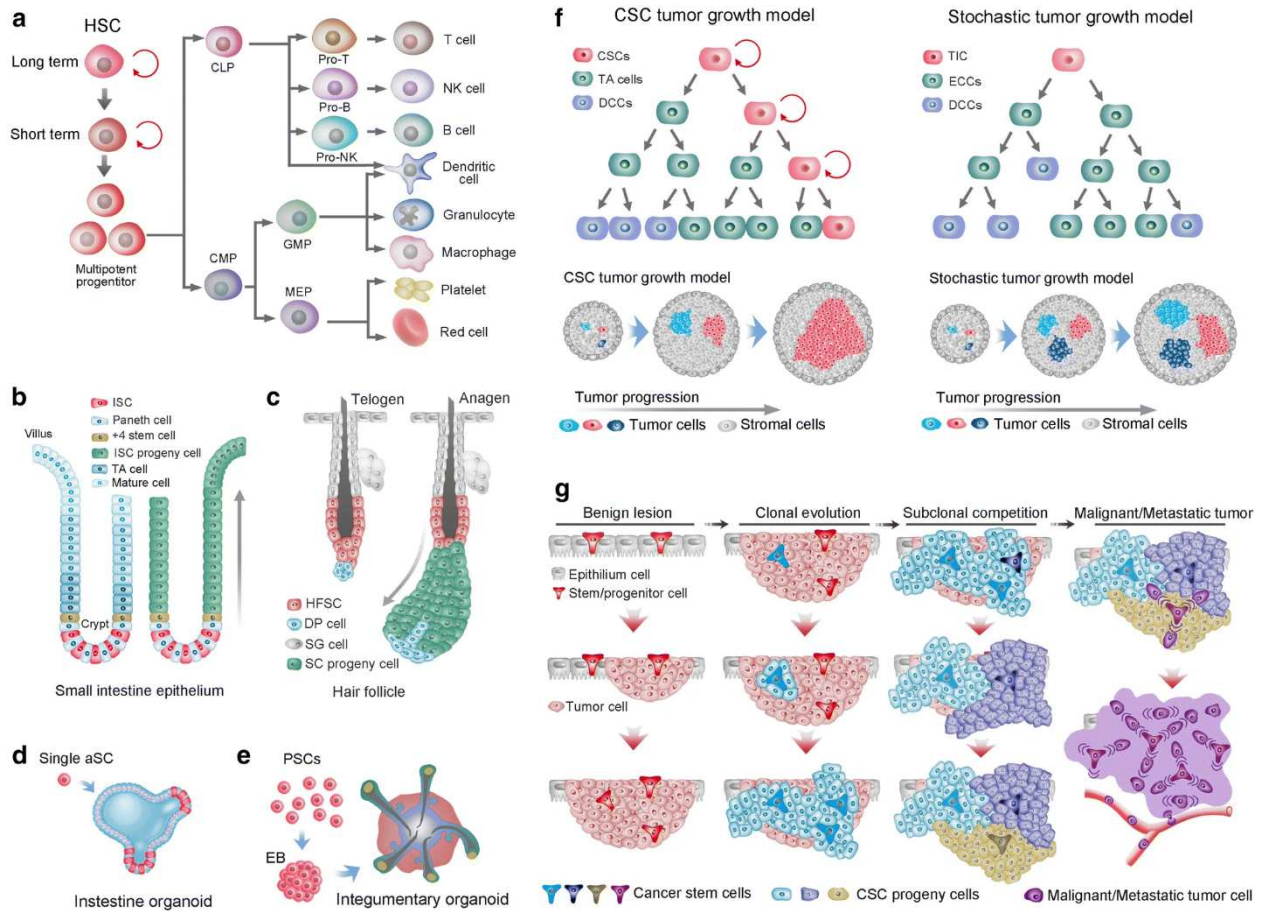 a
HSC
Long term
Short term
Multipotent
progentitor
CLP
CMP
GMP
MEP
Pro-T
Pro-B
Pro-NK
T cell
NK cell
B cell
Dendritic
cell
Granulocyte
Macrophage
Platelet
Red cell
b
ISC
Paneth cell
+4 stem cell
ISC progeny cell
TA cell
Mature cell
Villus
Crypt
Small intestine epithelium
c
Telogen
Anagen
HFSC
DP cell
SG cell
SC progeny cell
Hair follicle
d
Single aSC
Instestine organoid
e
PSCs
EB
Integumentary organoid
f
CSC tumor growth model
CSCs
TA cells
DCCs
Stochastic tumor growth model
TIC
ECCs
DCCs
CSC tumor growth model
Tumor progression
Tumor cells
Stromal cells
Stochastic tumor growth model
Tumor progression
Tumor cells
Stromal cells
g
Benign lesion
Clonal evolution
Subclonal competition
Malignant/Metastatic tumor
Epithilium cell
Stem/progenitor cell
Tumor cell
Cancer stem cells
CSC progeny cells
Malignant/Metastatic tumor cell